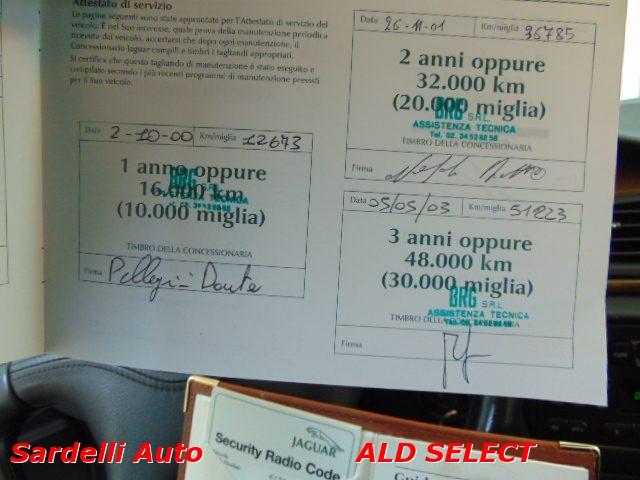 Attestato di servizio
Le pagine seguenti sono state approntate per l'Attestato di servizio del
veicolo. È nel Suo interesse, quale prova della manutenzione periodica
ricevuta dal veicolo, accertarsi che dopo ogni manutenzione, il
Concessionario Jaguar compili e timbri i tagliandi appropriati.
Si certifica che questo tagliando di manutenzione è stato eseguito e
compilato secondo i più recenti programmi di manutenzione previsti
per il Suo veicolo.
Data 2-10-00 Km/miglia 12673
1 anno oppure
16.000 km
(10.000 miglia)
BRG S.R.L.
TIMBRO DELLA CONCESSIONARIA
Firma Pellegrini Donato
Data 26-11-01 Km/miglia 36785
2 anni oppure
32.000 km
(20.000 miglia)
BRG S.R.L.
ASSISTENZA TECNICA
TIMBRO DELLA CONCESSIONARIA
Firma
Data 05/05/03 Km/miglia 51223
3 anni oppure
48.000 km
(30.000 miglia)
BRG S.R.L.
ASSISTENZA TECNICA
TIMBRO DELLA CONCESSIONARIA
Firma
JAGUAR
Security Radio Code
Sardelli Auto ALD SELECT